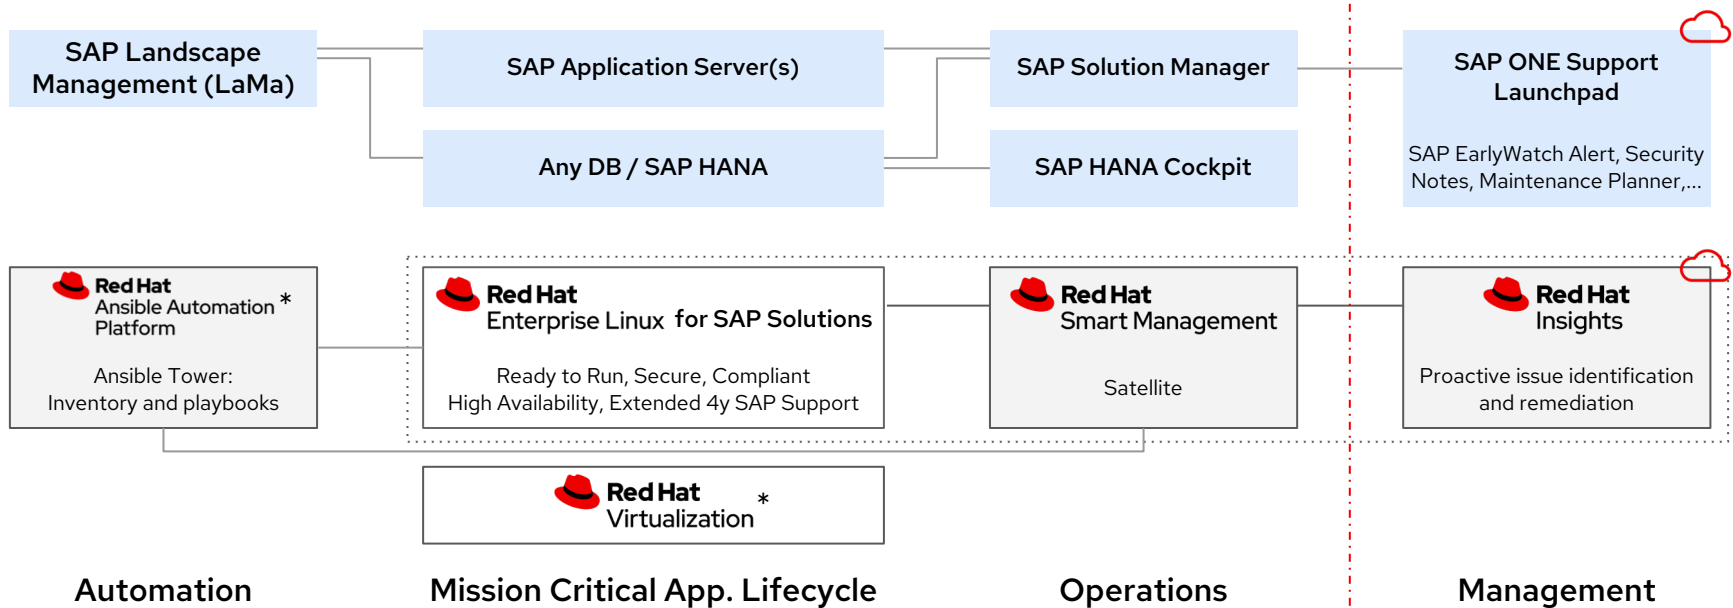 SAP Landscape
Management (LaMa)
SAP Application Server(s)
SAP Solution Manager
SAP ONE Support
Launchpad
Any DB / SAP HANA
SAP HANA Cockpit
SAP EarlyWatch Alert, Security
Notes, Maintenance Planner,...
Red Hat
Ansible Automation *
Platform
Ansible Tower:
Inventory and playbooks
Red Hat
Enterprise Linux for SAP Solutions
Ready to Run, Secure, Compliant
High Availability, Extended 4y SAP Support
Red Hat
Smart Management
Satellite
Red Hat
Insights
Proactive issue identification
and remediation
Red Hat *
Virtualization
Automation
Mission Critical App. Lifecycle
Operations
Management